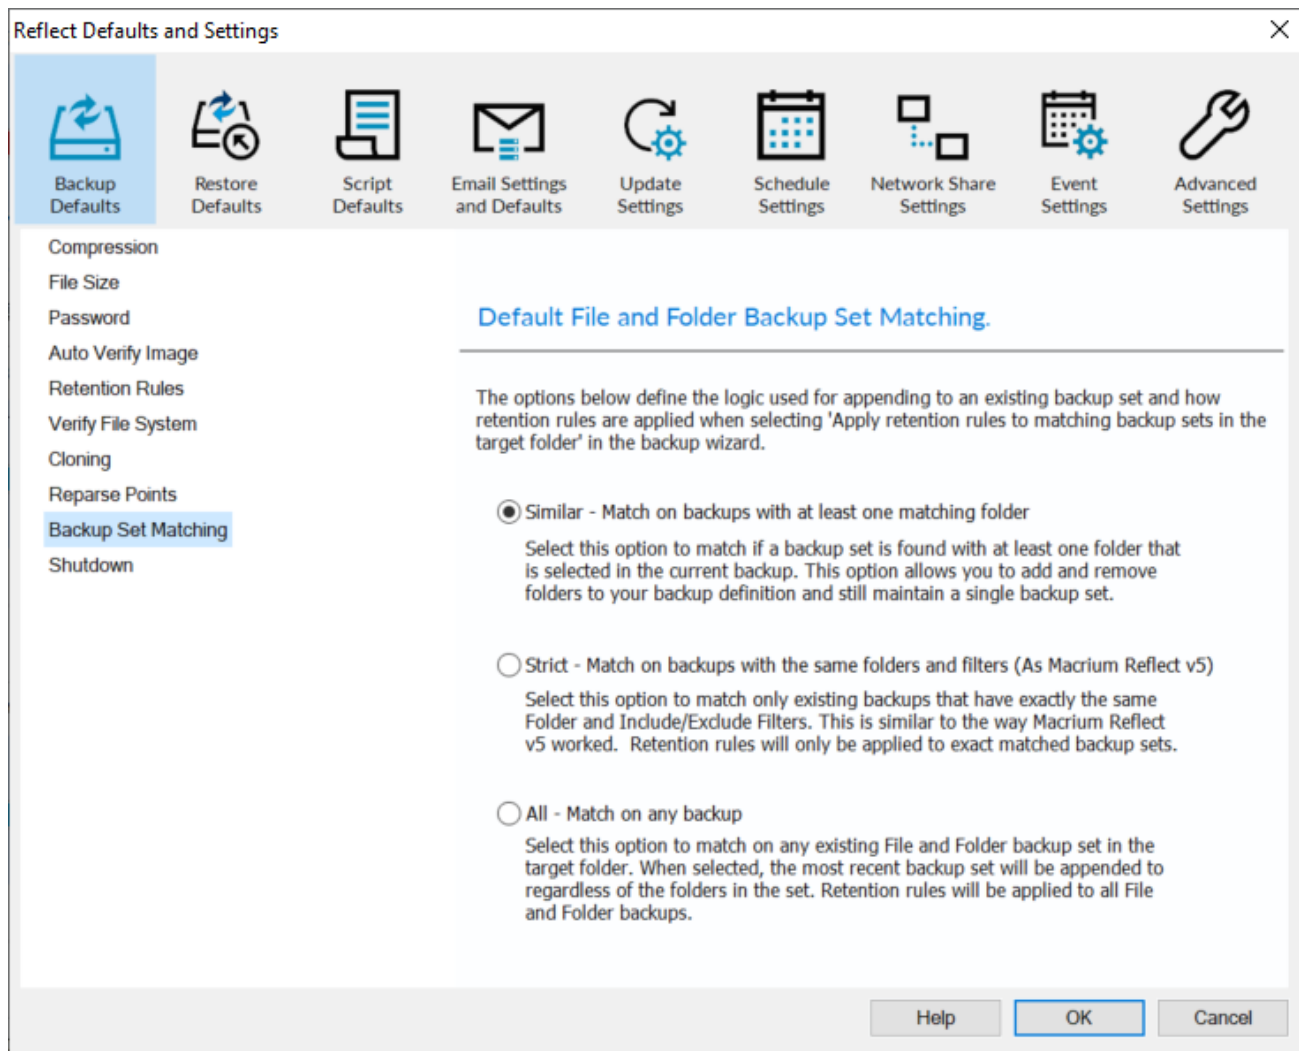 Reflect Defaults and Settings
Backup
Defaults
Restore
Defaults
Script
Defaults
Email Settings
and Defaults
Update
Settings
Schedule
Settings
Network Share
Settings
Event
Settings
Advanced
Settings
Compression
File Size
Password
Auto Verify Image
Retention Rules
Verify File System
Cloning
Reparse Points
Backup Set Matching
Shutdown
Default File and Folder Backup Set Matching.
The options below define the logic used for appending to an existing backup set and how
retention rules are applied when selecting 'Apply retention rules to matching backup sets in the
target folder' in the backup wizard.
Similar - Match on backups with at least one matching folder
Select this option to match if a backup set is found with at least one folder that
is selected in the current backup. This option allows you to add and remove
folders to your backup definition and still maintain a single backup set.
Strict - Match on backups with the same folders and filters (As Macrium Reflect v5)
Select this option to match only existing backups that have exactly the same
Folder and Include/Exclude Filters. This is similar to the way Macrium Reflect
v5 worked.  Retention rules will only be applied to exact matched backup sets.
All - Match on any backup
Select this option to match on any existing File and Folder backup set in the
target folder. When selected, the most recent backup set will be appended to
regardless of the folders in the set. Retention rules will be applied to all File
and Folder backups.
Help
OK
Cancel